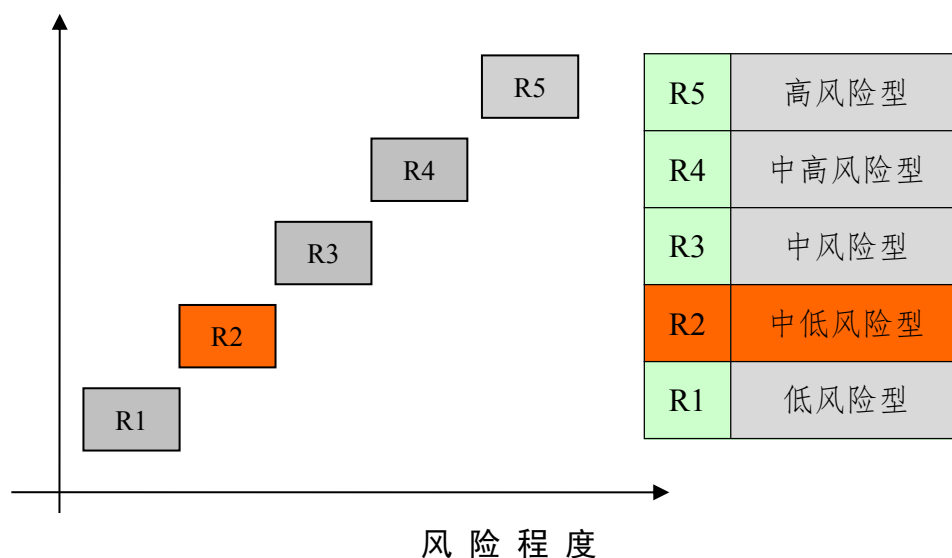 R5
R4
R3
R2
R1
R5 高风险型
R4 中高风险型
R3 中风险型
R2 中低风险型
R1 低风险型
风险程度